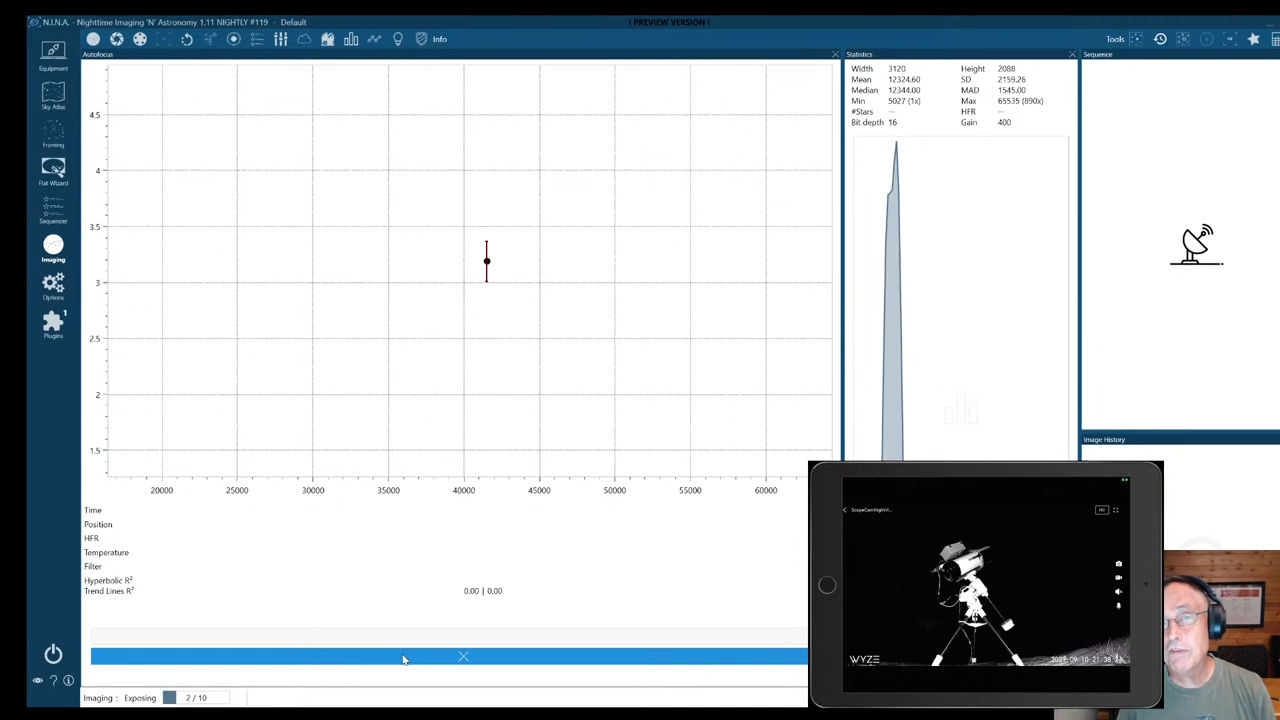 N.I.N.A. - Nighttime Imaging 'N' Astronomy 1.11 NIGHTLY #119 - Default
! PREVIEW VERSION !
Info
Tools
Equipment
Sky Atlas
Framing
Flat Wizard
Sequencer
Imaging
Options
Plugins
1
Autofocus
4.5
4
3.5
3
2.5
2
1.5
20000 25000 30000 35000 40000 45000 50000 55000 60000
Time
Position
HFR
Temperature
Filter
Hyperbolic R²
Trend Lines R² 0.00 | 0.00
Imaging : Exposing 2 / 10
Statistics
Width 3120 Height 2088
Mean 12324.60 SD 2159.26
Median 12344.00 MAD 1545.00
Min 5027 (1x) Max 65535 (890x)
#Stars -- HFR --
Bit depth 16 Gain 400
Sequence
Image History
ScopeCamNightVi...
HD
WYZE